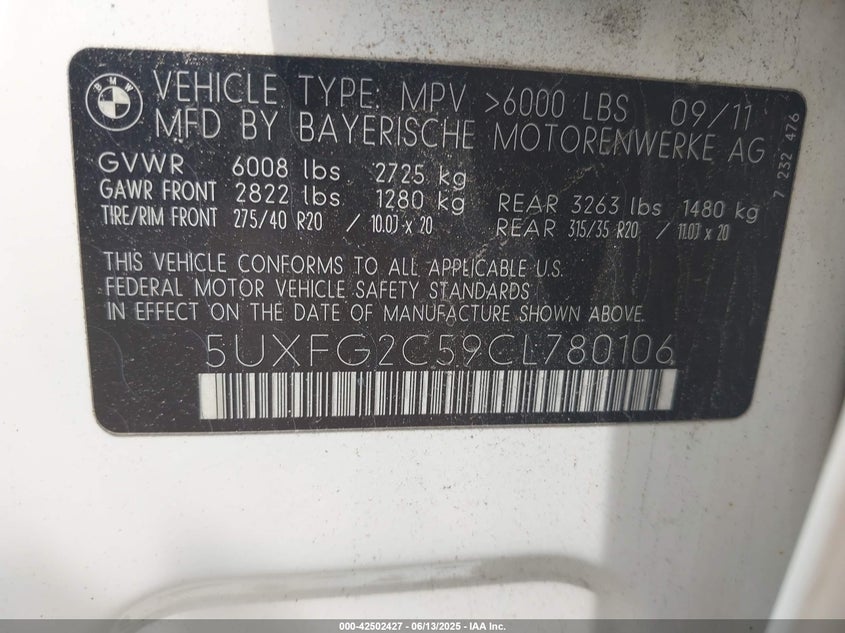 BMW
VEHICLE TYPE: MPV >6000 LBS 09/11
MFD BY BAYERISCHE MOTORENWERKE AG
7 232 476
GVWR 6008 lbs 2725 kg
GAWR FRONT 2822 lbs 1280 kg REAR 3263 lbs 1480 kg
TIRE/RIM FRONT 275/40 R20 / 10.0J x 20 REAR 315/35 R20 / 11.0J x 20
THIS VEHICLE CONFORMS TO ALL APPLICABLE U.S.
FEDERAL MOTOR VEHICLE SAFETY STANDARDS
IN EFFECT ON THE DATE OF MANUFACTURE SHOWN ABOVE.
5UXFG2C59CL780106
000-42502427 - 06/13/2025 - IAA Inc.